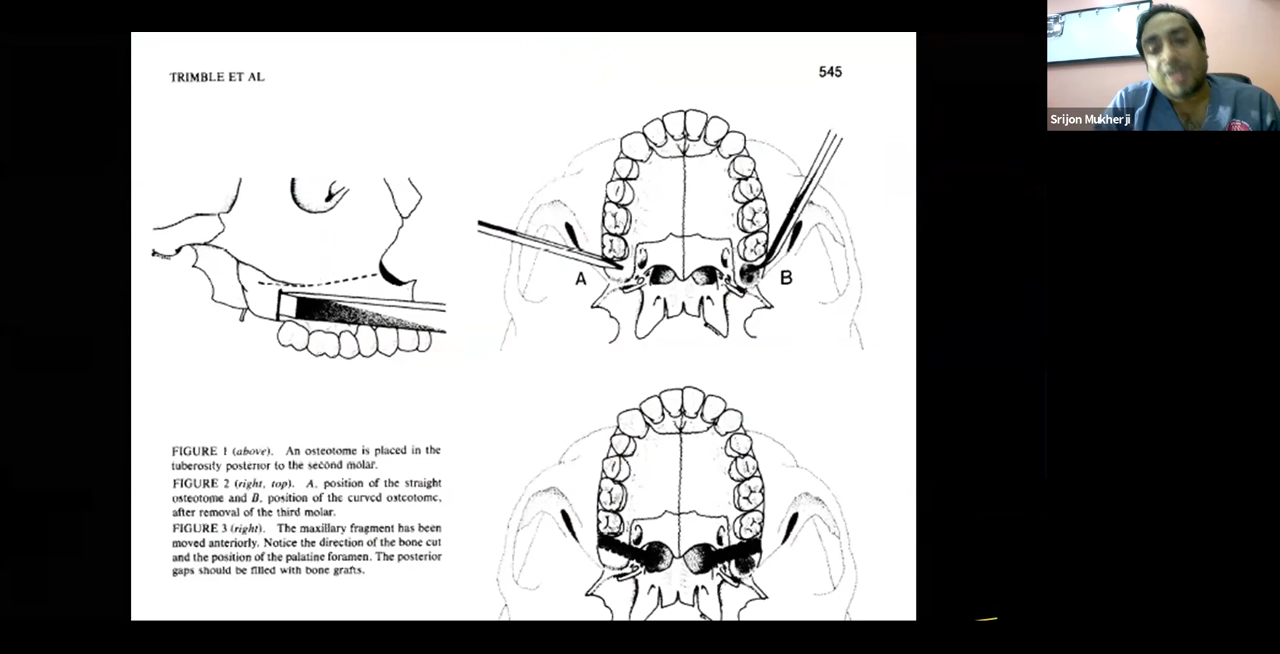 TRIMBLE ET AL
545
Srijon Mukherji
A
B
FIGURE 1 (above). An osteotome is placed in the
tuberosity posterior to the second molar.
FIGURE 2 (right, top). A, position of the straight
osteotome and B, position of the curved osteotome,
after removal of the third molar.
FIGURE 3 (right). The maxillary fragment has been
moved anteriorly. Notice the direction of the bone cut
and the position of the palatine foramen. The posterior
gaps should be filled with bone grafts.